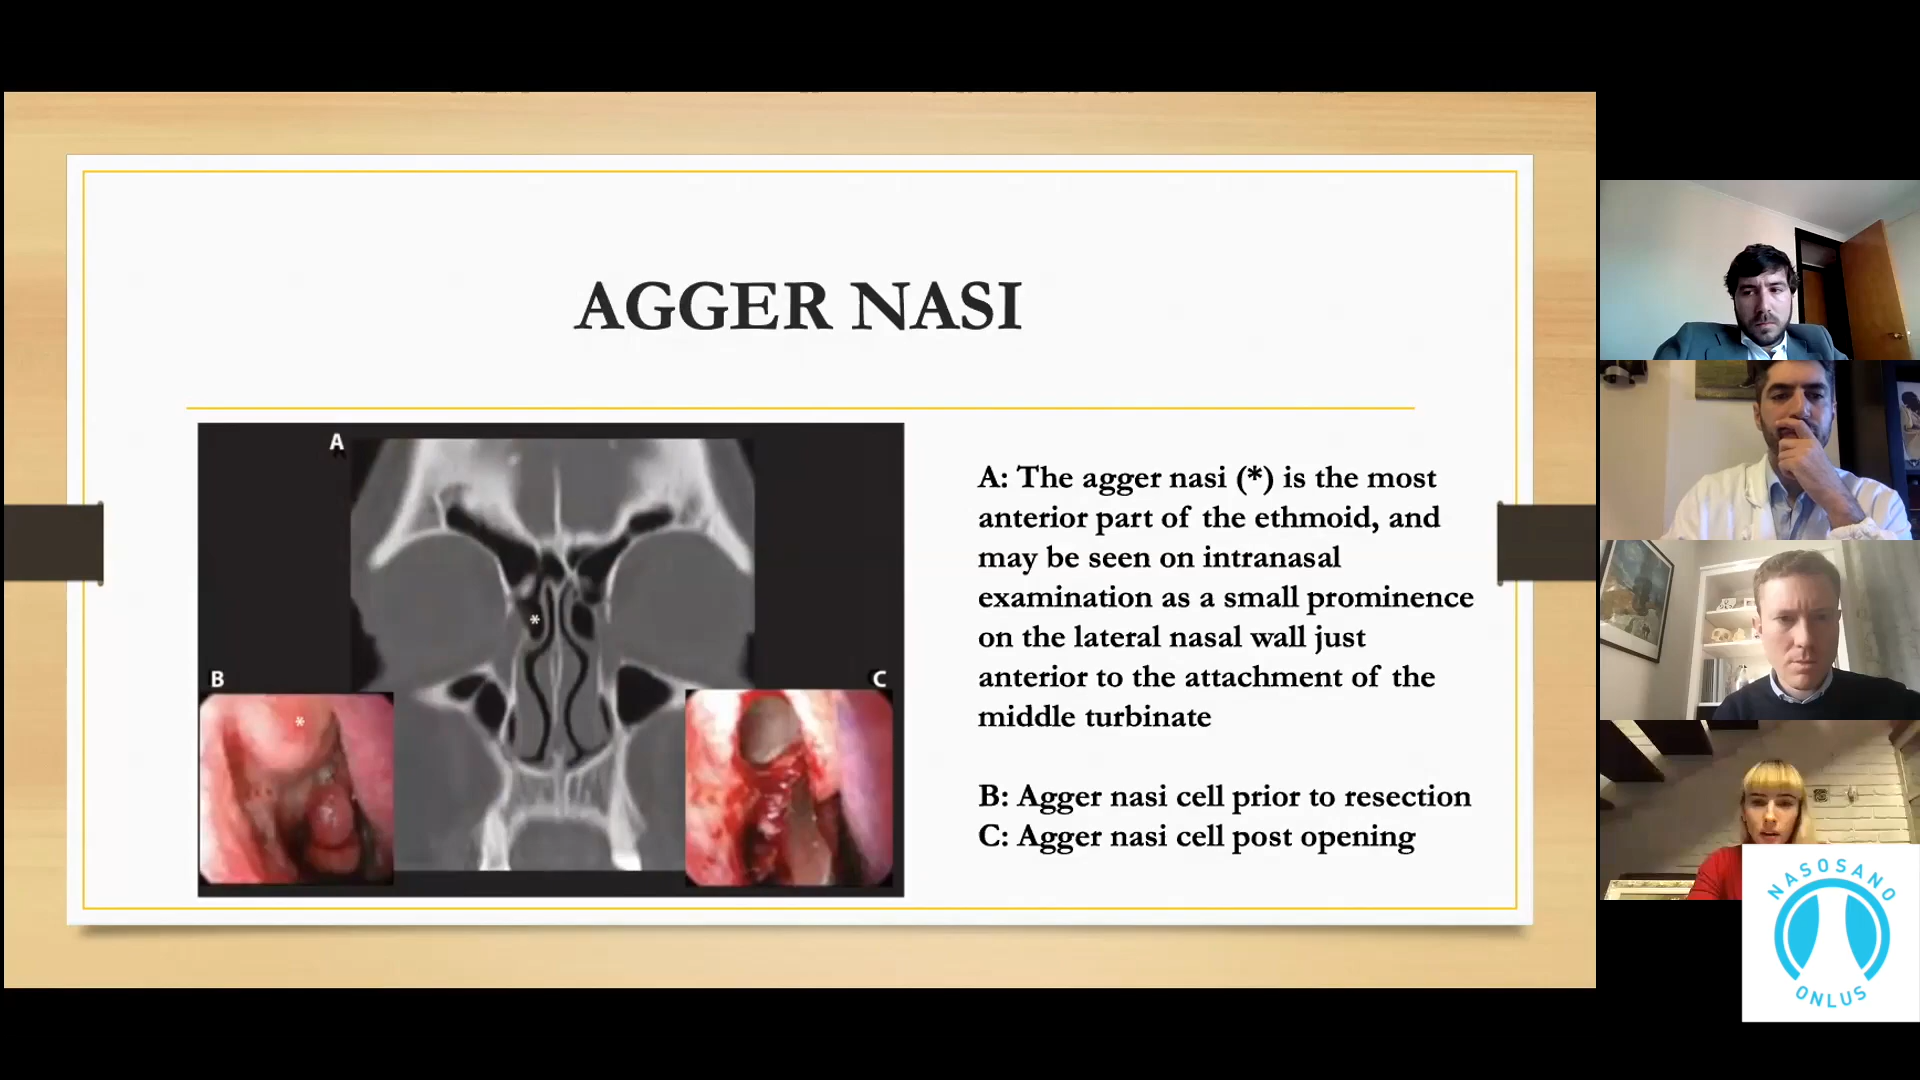 AGGER NASI
A
*
B
*
C
A: The agger nasi (*) is the most
anterior part of the ethmoid, and
may be seen on intranasal
examination as a small prominence
on the lateral nasal wall just
anterior to the attachment of the
middle turbinate
B: Agger nasi cell prior to resection
C: Agger nasi cell post opening
NASOSANO
ONLUS